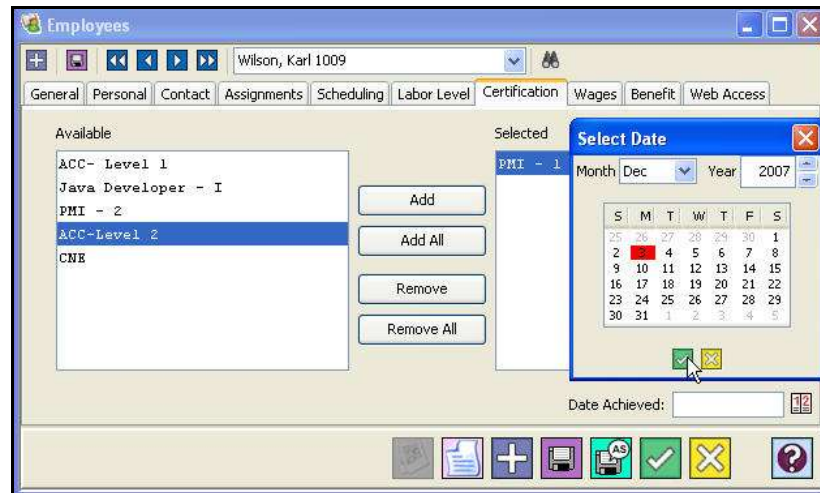 Employees
Wilson, Karl 1009
General Personal Contact Assignments Scheduling Labor Level Certification Wages Benefit Web Access
Available
ACC- Level 1
Java Developer - I
PMI - 2
ACC-Level 2
CNE
Add
Add All
Remove
Remove All
Selected
PMI - 1
Select Date
Month Dec Year 2007
S M T W T F S
25 26 27 28 29 30 1
2 3 4 5 6 7 8
9 10 11 12 13 14 15
16 17 18 19 20 21 22
23 24 25 26 27 28 29
30 31 1 2 3 4 5
Date Achieved:
12
AS
?